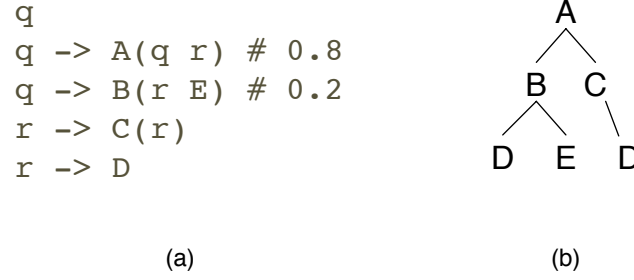 q
q -> A(q r) # 0.8
q -> B(r E) # 0.2
r -> C(r)
r -> D
(a)
A
B C
D E D
(b)